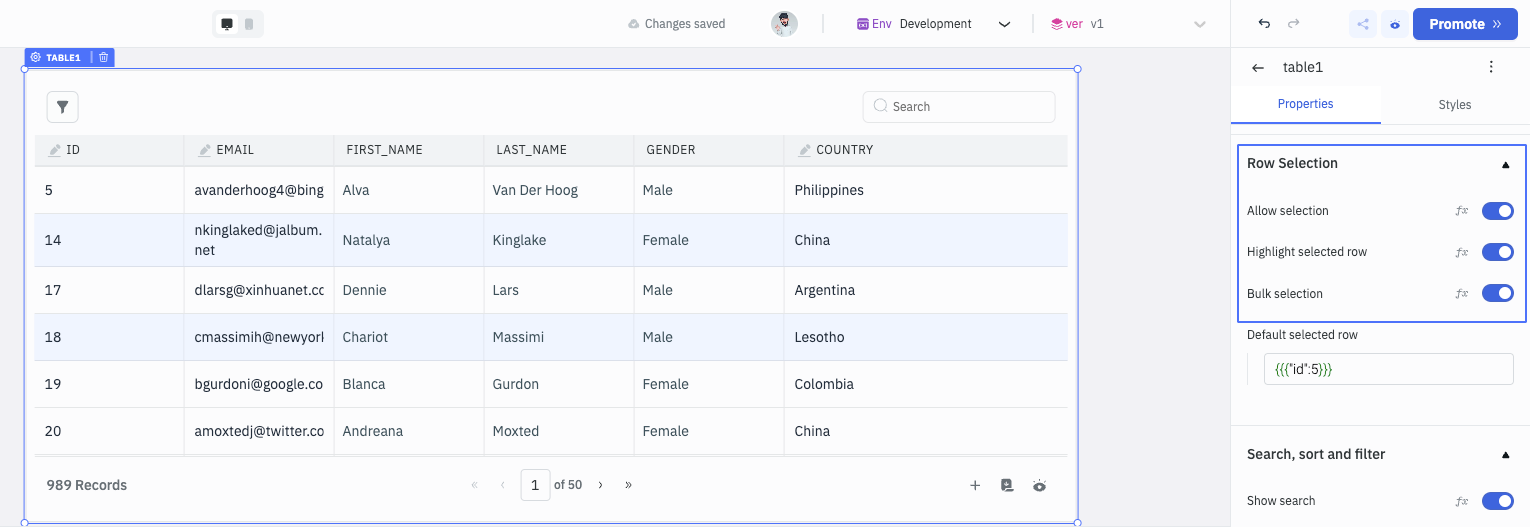 Changes saved
Env Development
ver v1
Promote
TABLE1
table1
Properties Styles
Search
ID EMAIL FIRST_NAME LAST_NAME GENDER COUNTRY
5 avanderhoog4@bing Alva Van Der Hoog Male Philippines
14 nkinglaked@jalbum.
net Natalya Kinglake Female China
17 dlarsg@xinhuanet.cc Dennie Lars Male Argentina
18 cmassimih@newyork Chariot Massimi Male Lesotho
19 bgurdoni@google.co Blanca Gurdon Female Colombia
20 amoxtedj@twitter.co Andreana Moxted Female China
989 Records
1 of 50
Row Selection
Allow selection fx
Highlight selected row fx
Bulk selection fx
Default selected row
{{{"id":5}}}
Search, sort and filter
Show search fx